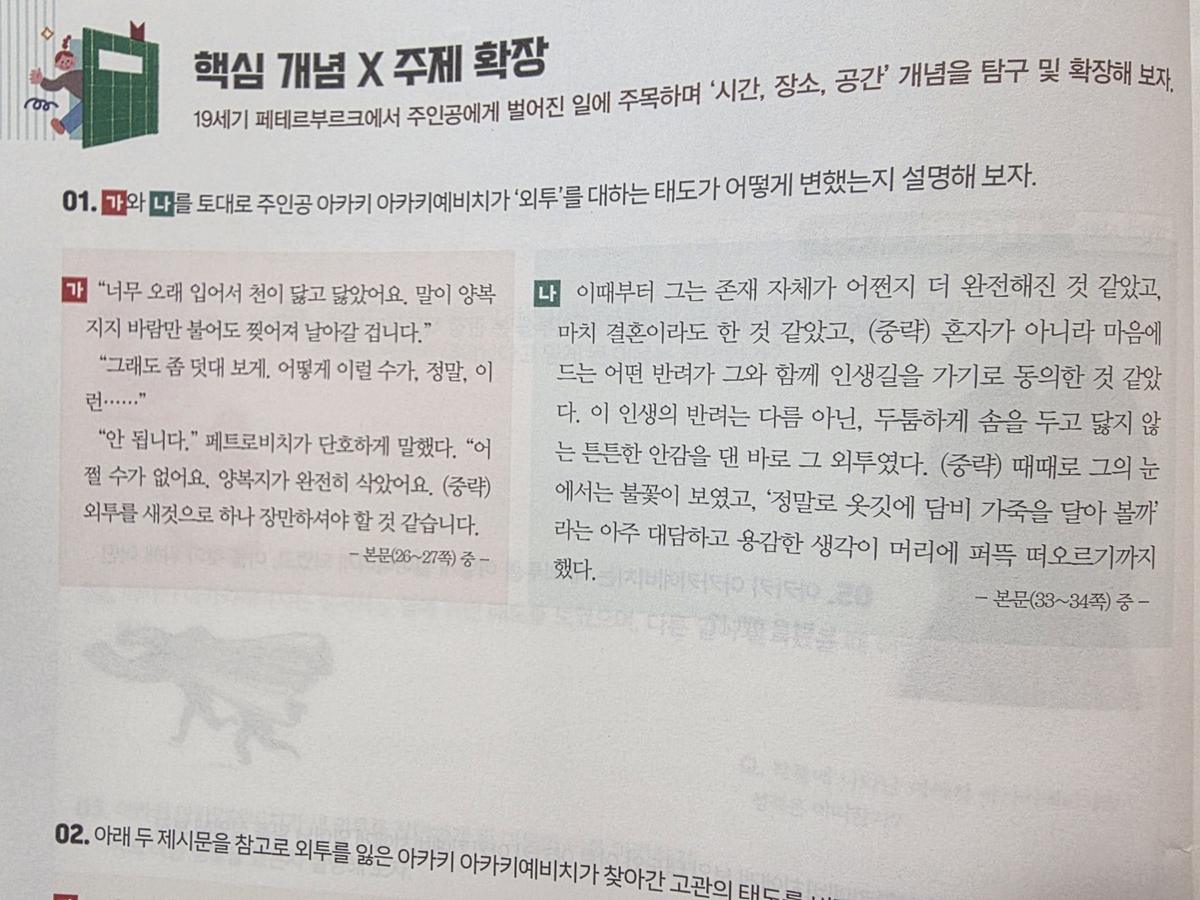 핵심 개념 X 주제 확장
19세기 페테르부르크에서 주인공에게 벌어진 일에 주목하며 ‘시간, 장소, 공간’ 개념을 탐구 및 확장해 보자.
01. 가와 나를 토대로 주인공 아카키 아카키예비치가 ‘외투’를 대하는 태도가 어떻게 변했는지 설명해 보자.
가 “너무 오래 입어서 천이 닳고 닳았어요. 말이 양복
지지 바람만 불어도 찢어져 날아갈 겁니다.”
“그래도 좀 덧대 보게. 어떻게 이럴 수가, 정말, 이
런……”
“안 됩니다.” 페트로비치가 단호하게 말했다. “어
쩔 수가 없어요. 양복지가 완전히 삭았어요. (중략)
외투를 새것으로 하나 장만하셔야 할 것 같습니다.
– 본문(26~27쪽) 중 –
나 이때부터 그는 존재 자체가 어쩐지 더 완전해진 것 같았고,
마치 결혼이라도 한 것 같았고, (중략) 혼자가 아니라 마음에
드는 어떤 반려가 그와 함께 인생길을 가기로 동의한 것 같았
다. 이 인생의 반려는 다름 아닌, 두툼하게 솜을 두고 닳지 않
는 튼튼한 안감을 댄 바로 그 외투였다. (중략) 때때로 그의 눈
에서는 불꽃이 보였고, ‘정말로 옷깃에 담비 가죽을 달아 볼까’
라는 아주 대담하고 용감한 생각이 머리에 퍼뜩 떠오르기까지
했다.
– 본문(33~34쪽) 중 –
02. 아래 두 제시문을 참고로 외투를 잃은 아카키 아카키예비치가 찾아간 고관의 태도를